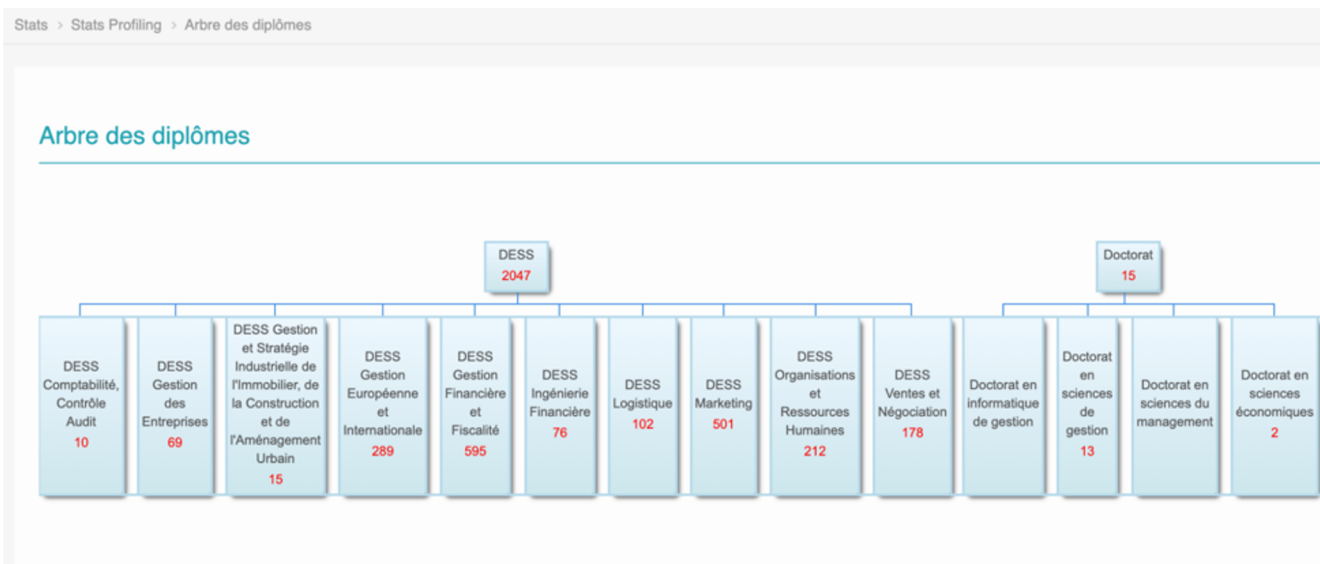 Stats > Stats Profiling > Arbre des diplômes
Arbre des diplômes
DESS
2047
Doctorat
15
DESS
Comptabilité,
Contrôle
Audit
10
DESS
Gestion
des
Entreprises
69
DESS Gestion
et Stratégie
Industrielle de
l'Immobilier, de
la Construction
et de
l'Aménagement
Urbain
15
DESS
Gestion
Européenne
et
Internationale
289
DESS
Gestion
Financière
et
Fiscalité
595
DESS
Ingénierie
Financière
76
DESS
Logistique
102
DESS
Marketing
501
DESS
Organisations
et
Ressources
Humaines
212
DESS
Ventes et
Négociation
178
Doctorat en
informatique
de gestion
Doctorat
en
sciences
de
gestion
13
Doctorat en
sciences du
management
Doctorat en
sciences
économiques
2